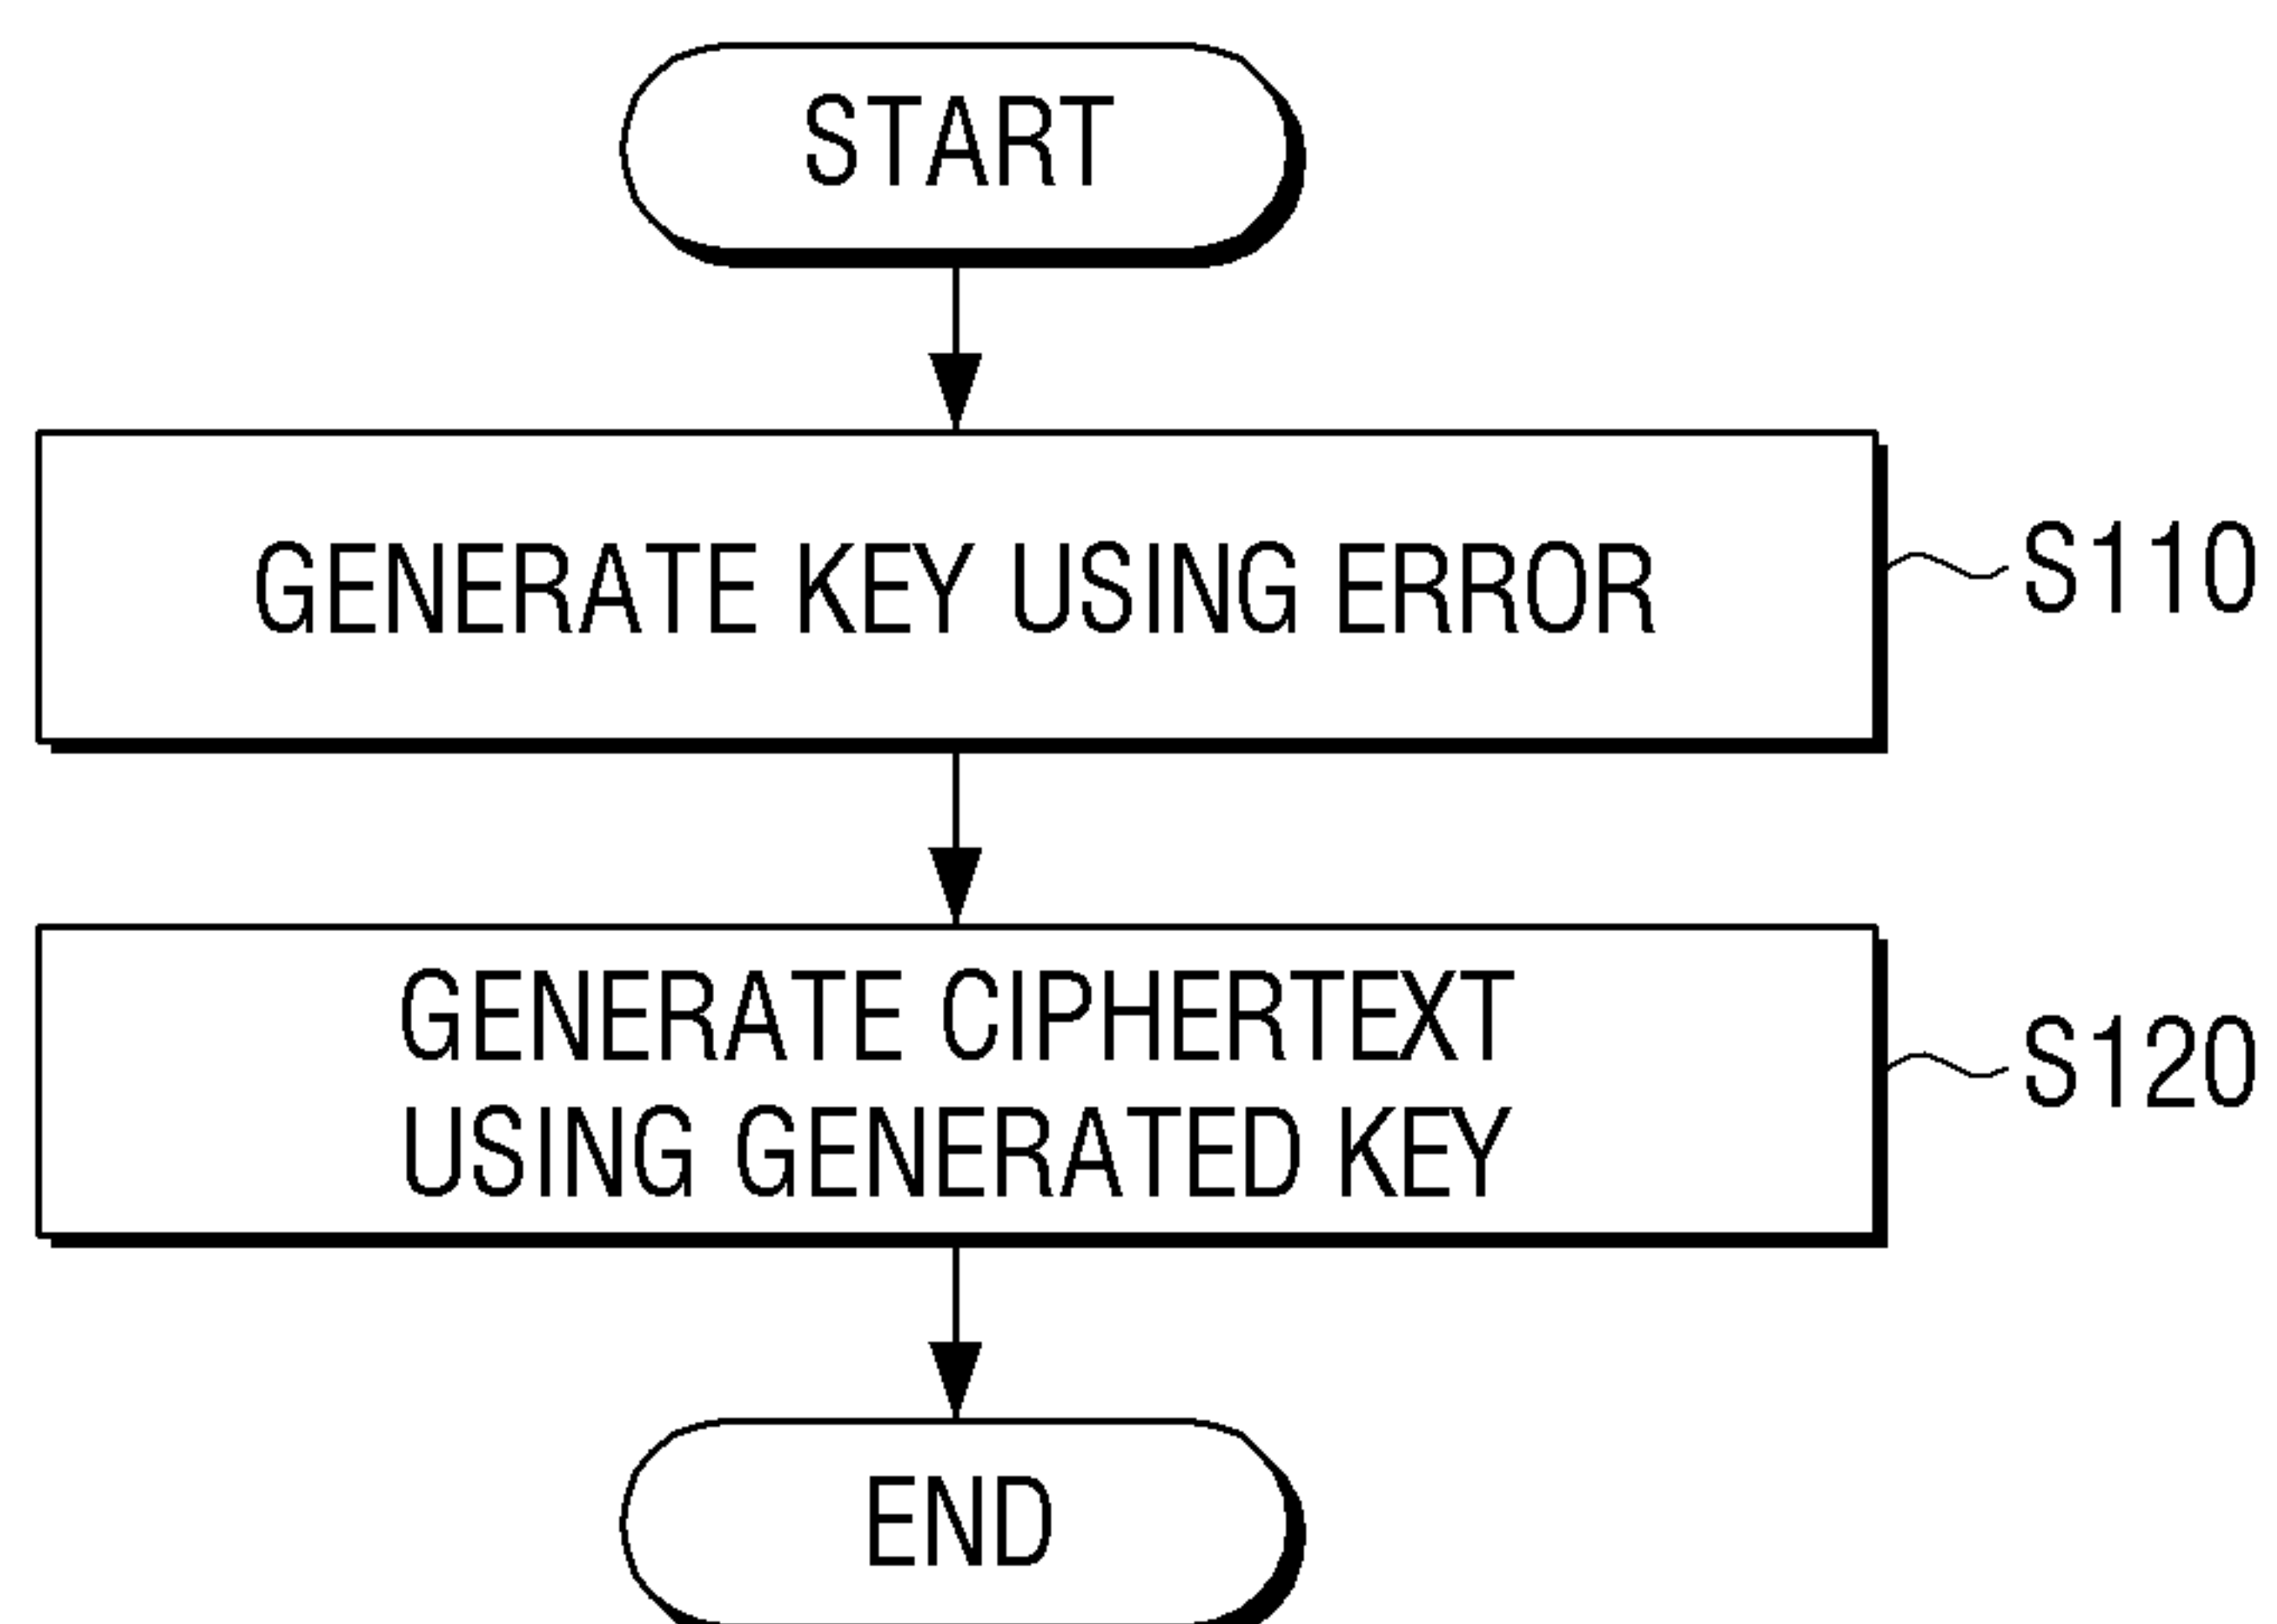 START
GENERATE KEY USING ERROR
S110
GENERATE CIPHERTEXT
USING GENERATED KEY
S120
END